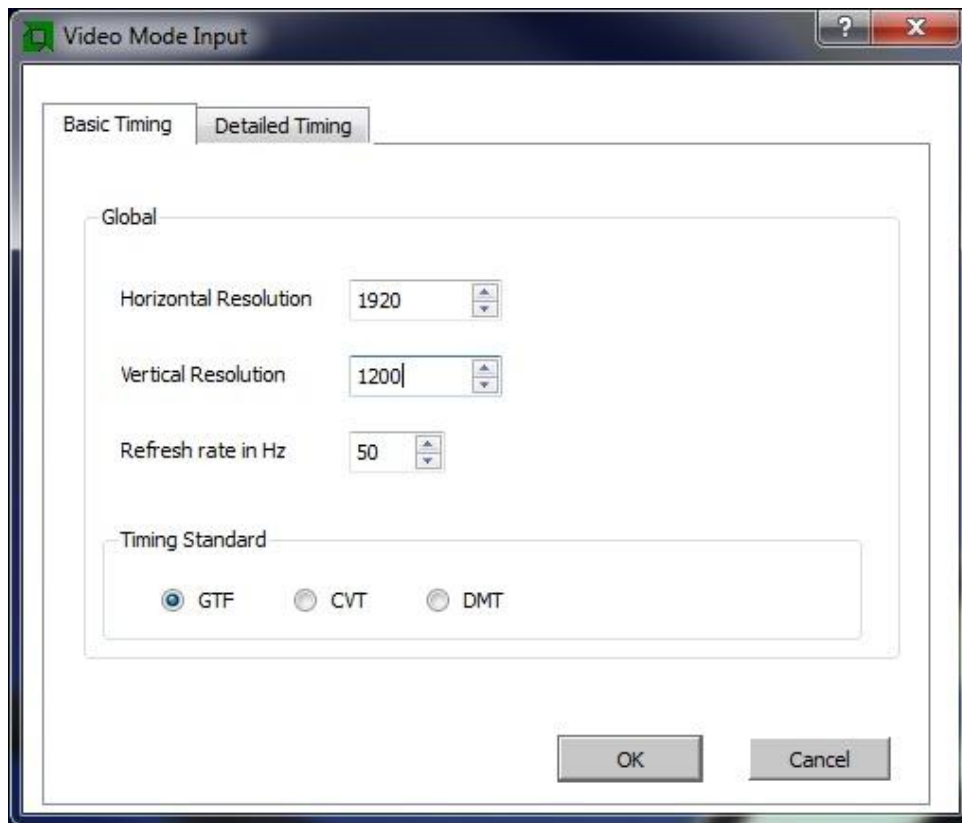 Video Mode Input
?
Basic Timing
Detailed Timing
Global
Horizontal Resolution 1920
Vertical Resolution 1200
Refresh rate in Hz 50
Timing Standard
GTF CVT DMT
OK Cancel